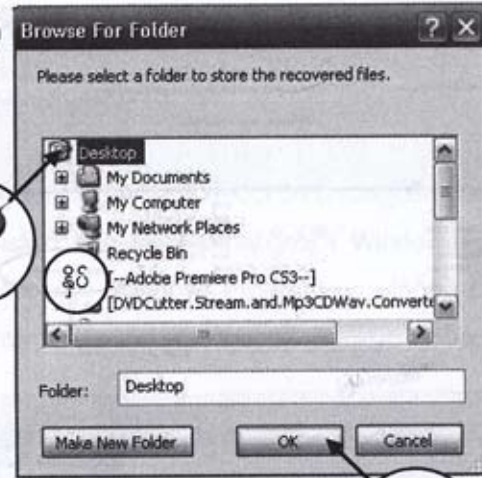 Browse For Folder
Please select a folder to store the recovered files.
Desktop
My Documents
My Computer
My Network Places
Recycle Bin
[--Adobe Premiere Pro CS3--]
[DVDCutter.Stream.and.Mp3CDWav.Converte
Folder: Desktop
Make New Folder OK Cancel